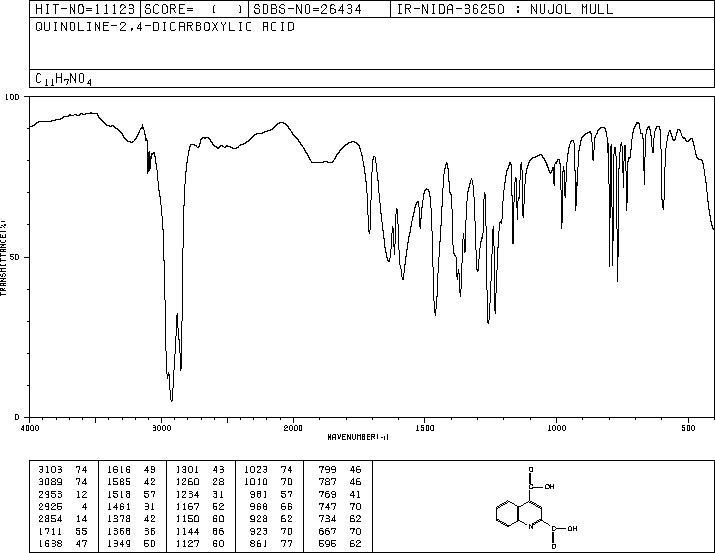 HIT-NO=11123 SCORE= ( ) SDBS-NO=26434 IR-NIDA-36250 : NUJOL MULL
QUINOLINE-2,4-DICARBOXYLIC ACID
C11H7NO4
100
TRANSMITTANCE(%)
50
0
4000 3000 2000 1500 1000 500
WAVENUMBER(-1)
3103 74 1616 49 1301 43 1023 74 799 46
3089 74 1585 42 1260 28 1010 70 787 46
2953 12 1518 57 1234 31 981 57 769 41
2925 4 1461 31 1167 52 968 66 747 70
2854 14 1378 42 1150 60 928 62 734 62
1711 55 1368 36 1144 86 923 70 667 70
1638 47 1349 50 1127 60 861 77 596 62
O
C OH
N C OH
O